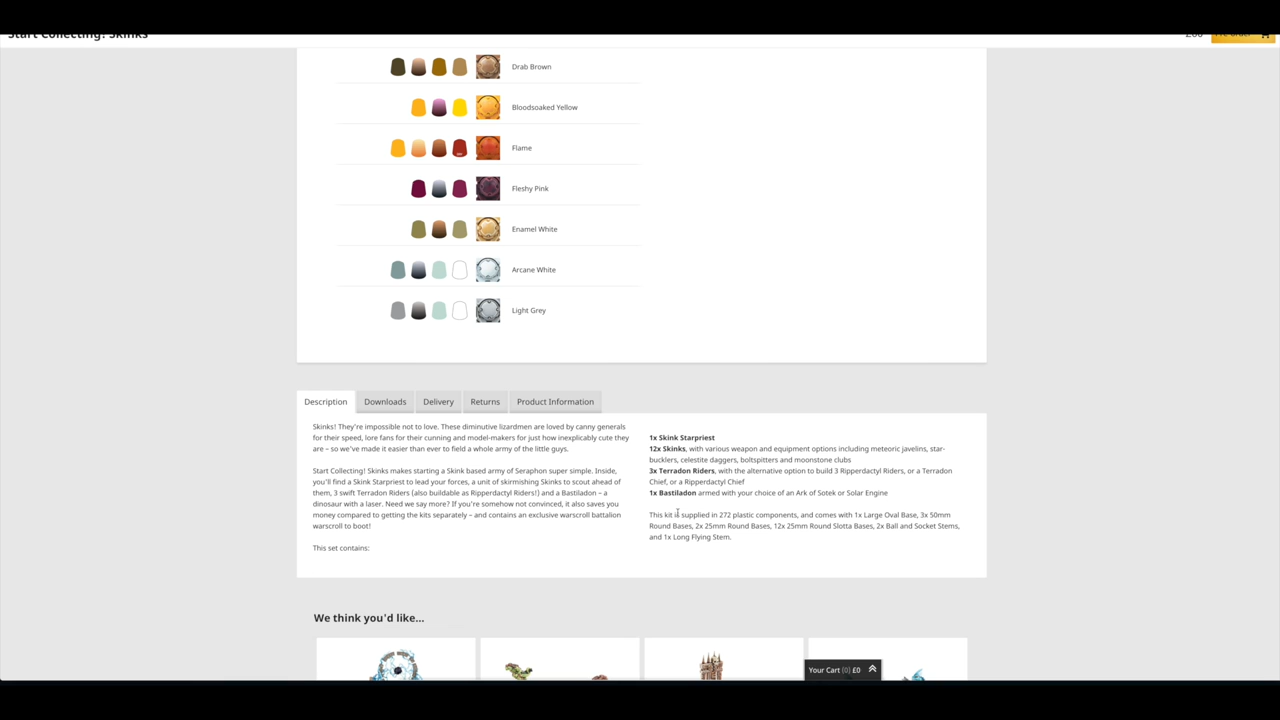 Start Collecting! Skinks
£60
Pre-Order
Drab Brown
Bloodsoaked Yellow
Flame
Fleshy Pink
Enamel White
Arcane White
Light Grey
Description
Downloads
Delivery
Returns
Product Information
Skinks! They're impossible not to love. These diminutive lizardmen are loved by canny generals
for their speed, lore fans for their cunning and model-makers for just how inexplicably cute they
are – so we've made it easier than ever to field a whole army of the little guys.
Start Collecting! Skinks makes starting a Skink based army of Seraphon super simple. Inside,
you'll find a Skink Starpriest to lead your forces, a unit of skirmishing Skinks to scout ahead of
them, 3 swift Terradon Riders (also buildable as Ripperdactyl Riders!) and a Bastiladon – a
dinosaur with a laser. Need we say more? If you're somehow not convinced, it also saves you
money compared to getting the kits separately – and contains an exclusive warscroll battalion
warscroll to boot!
This set contains:
1x Skink Starpriest
12x Skinks, with various weapon and equipment options including meteoric javelins, star-
bucklers, celestite daggers, boltspitters and moonstone clubs
3x Terradon Riders, with the alternative option to build 3 Ripperdactyl Riders, or a Terradon
Chief, or a Ripperdactyl Chief
1x Bastiladon armed with your choice of an Ark of Sotek or Solar Engine
This kit is supplied in 272 plastic components, and comes with 1x Large Oval Base, 3x 50mm
Round Bases, 2x 25mm Round Bases, 12x 25mm Round Slotta Bases, 2x Ball and Socket Stems,
and 1x Long Flying Stem.
We think you'd like...
Your Cart (0) £0